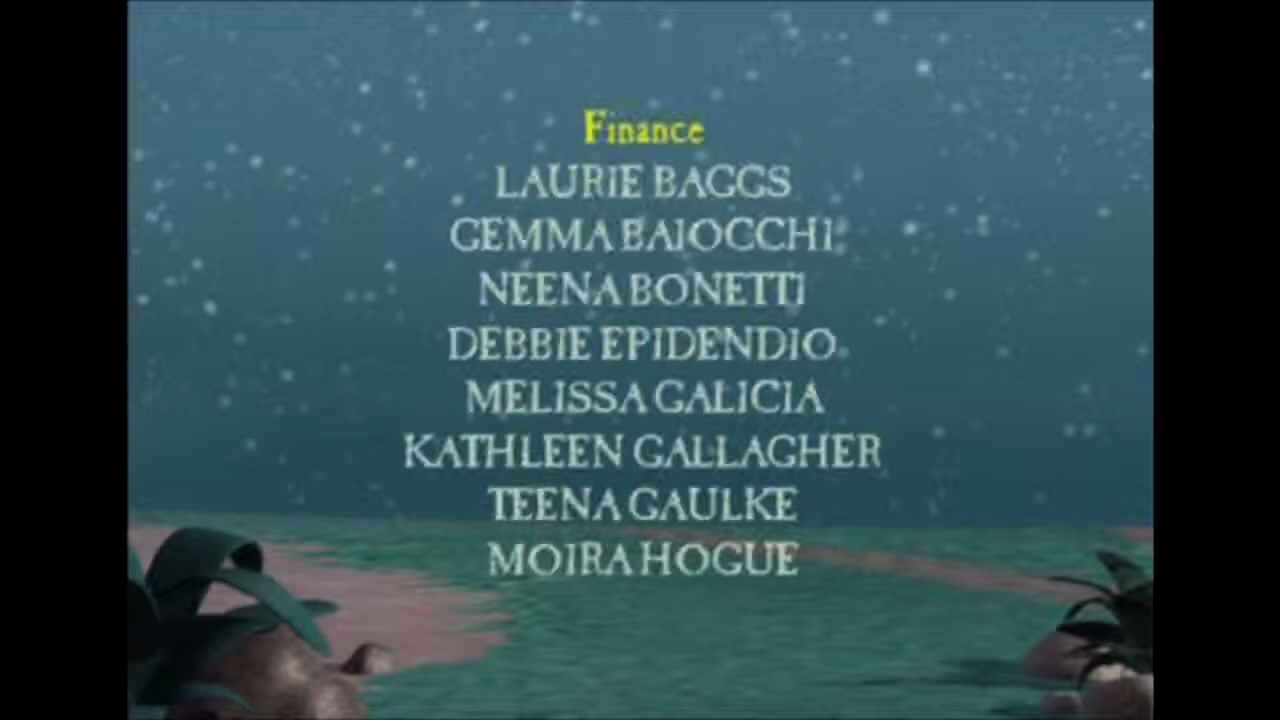 Finance
LAURIE BAGGS
GEMMA BAIOCCHI
NEENA BONETTI
DEBBIE EPIDENDIO
MELISSA GALICIA
KATHLEEN GALLAGHER
TEENA GAULKE
MOIRA HOGUE